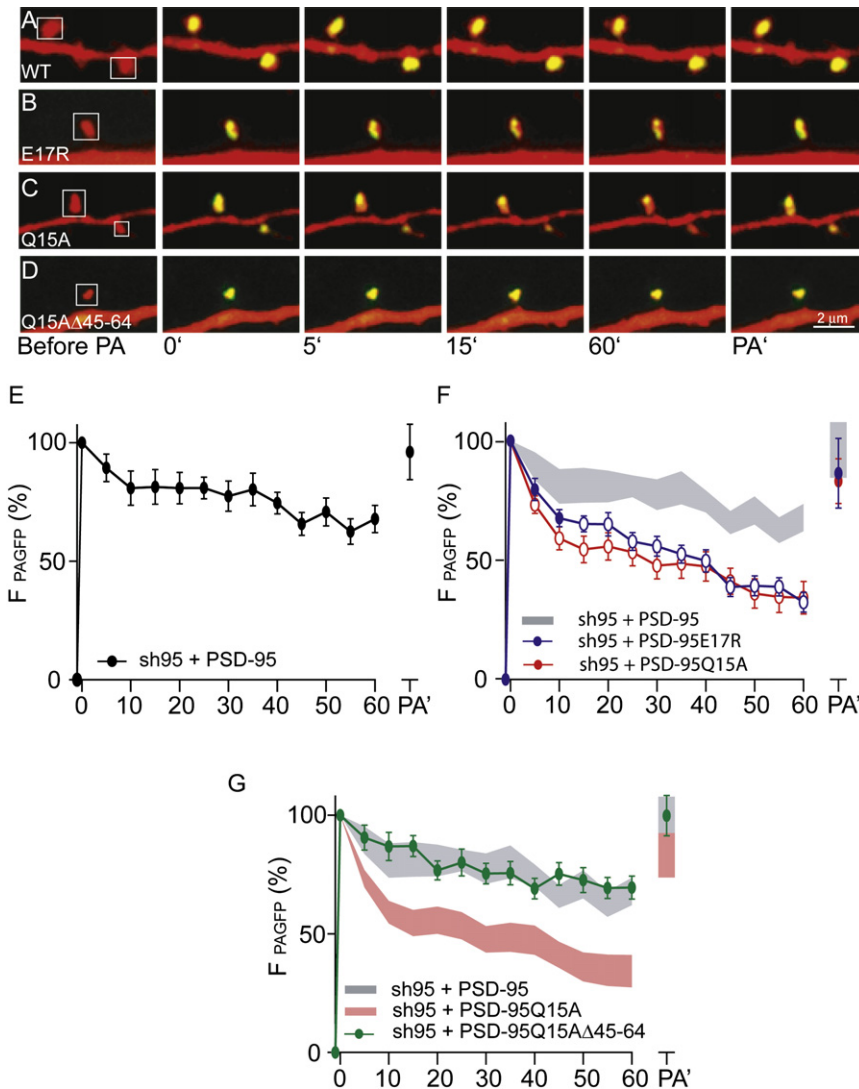 A
WT
B
E17R
C
Q15A
D
Q15AΔ45-64
2 μm
Before PA 0' 5' 15' 60' PA'
E
F PAGFP (%)
100
50
0
sh95 + PSD-95
0 10 20 30 40 50 60 PA'
F
F PAGFP (%)
100
50
0
sh95 + PSD-95
sh95 + PSD-95E17R
sh95 + PSD-95Q15A
0 10 20 30 40 50 60 PA'
G
F PAGFP (%)
100
50
0
sh95 + PSD-95
sh95 + PSD-95Q15A
sh95 + PSD-95Q15AΔ45-64
0 10 20 30 40 50 60 PA'